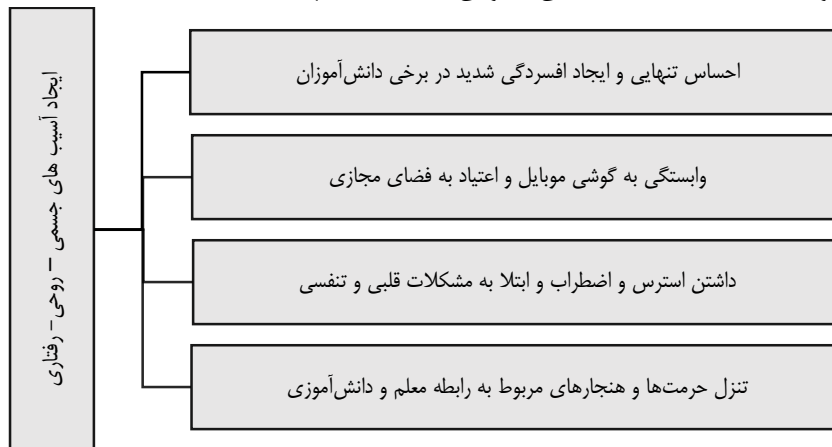 ایجاد آسیب های جسمی – روحی- رفتاری
احساس تنهایی و ایجاد افسردگی شدید در برخی دانش‌آموزان
وابستگی به گوشی موبایل و اعتیاد به فضای مجازی
داشتن استرس و اضطراب و ابتلا به مشکلات قلبی و تنفسی
تنزل حرمت‌ها و هنجارهای مربوط به رابطه معلم و دانش‌آموزی